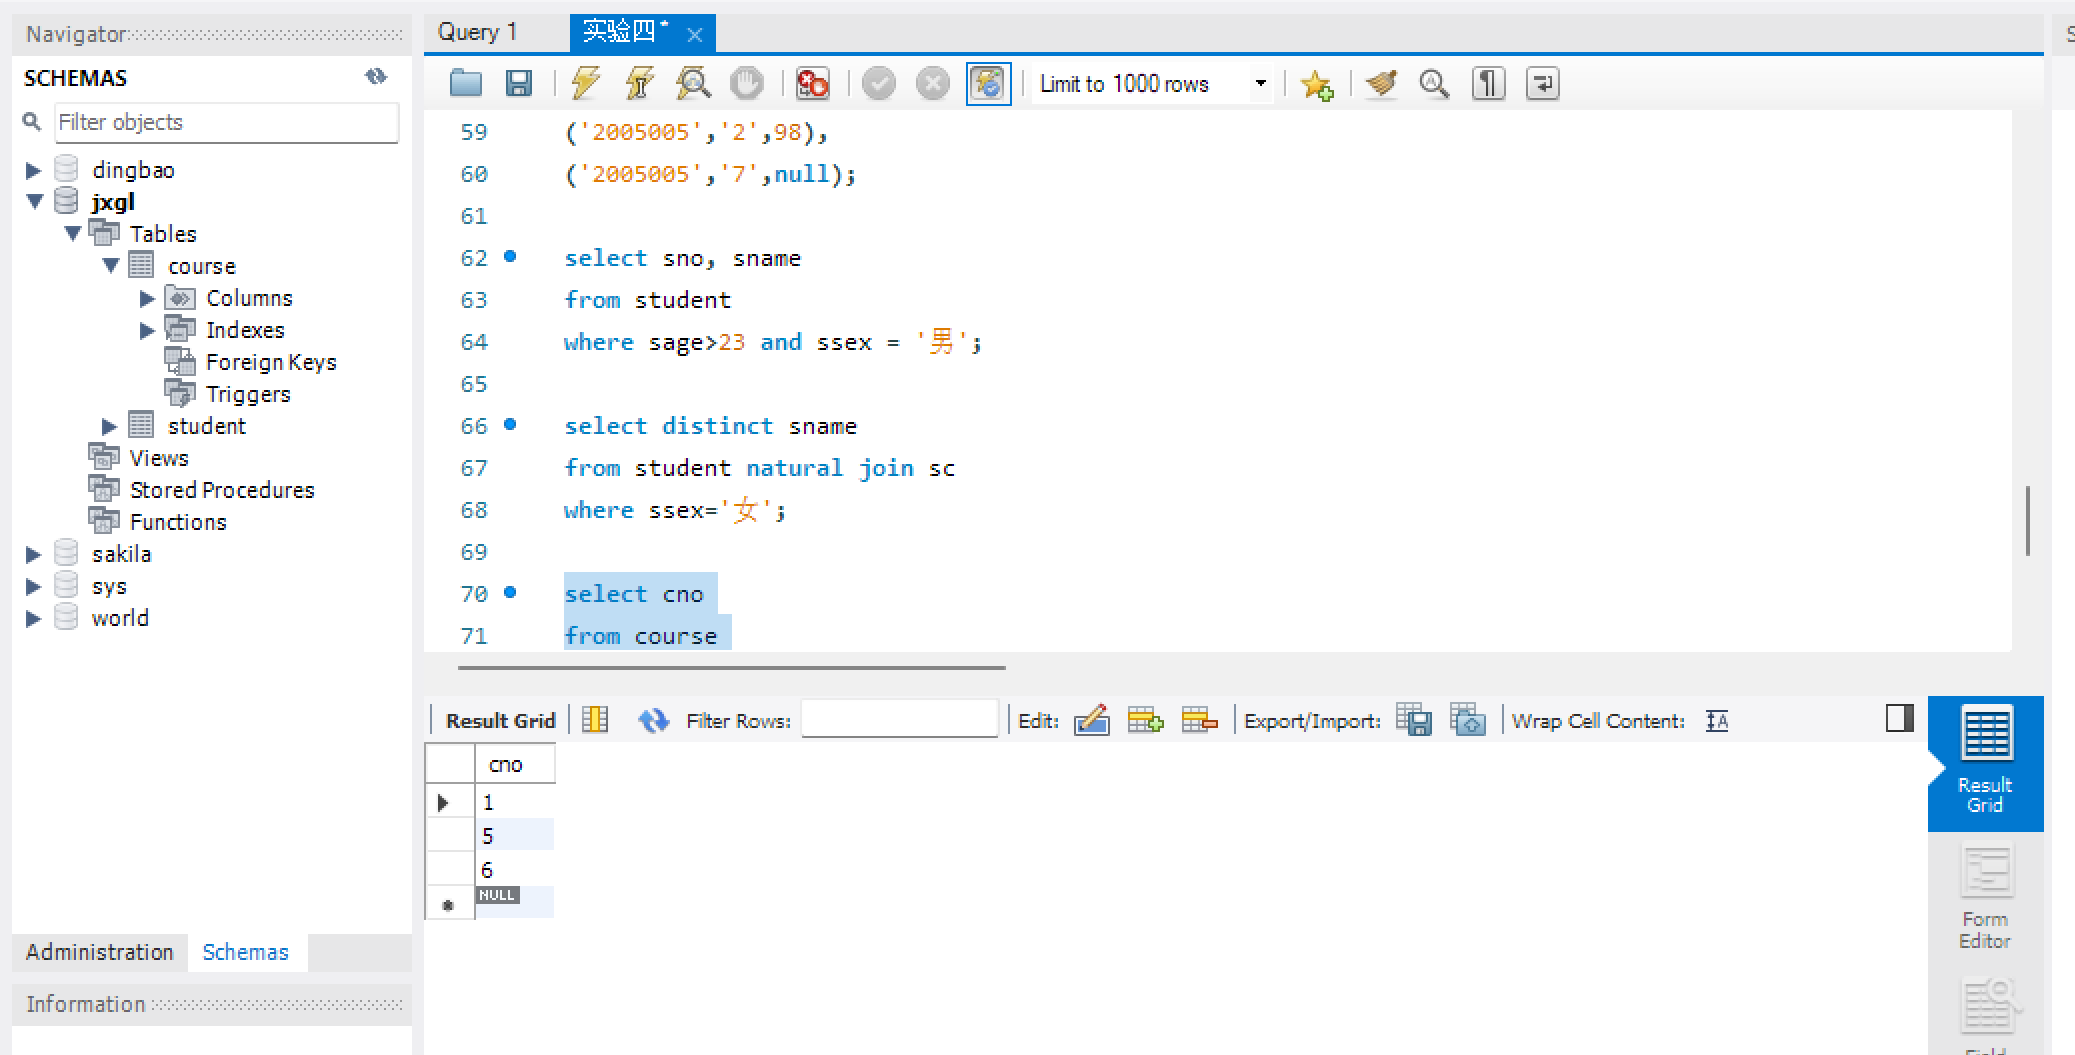 Navigator
SCHEMAS
Filter objects
dingbao
jxgl
Tables
course
Columns
Indexes
Foreign Keys
Triggers
student
Views
Stored Procedures
Functions
sakila
sys
world
Administration
Schemas
Information
Query 1
实验四*
Limit to 1000 rows
59 ('2005005','2',98),
60 ('2005005','7',null);
61
62 select sno, sname
63 from student
64 where sage>23 and ssex = '男';
65
66 select distinct sname
67 from student natural join sc
68 where ssex='女';
69
70 select cno
71 from course
Result Grid
Filter Rows:
Edit:
Export/Import:
Wrap Cell Content:
cno
1
5
6
NULL
Result
Grid
Form
Editor